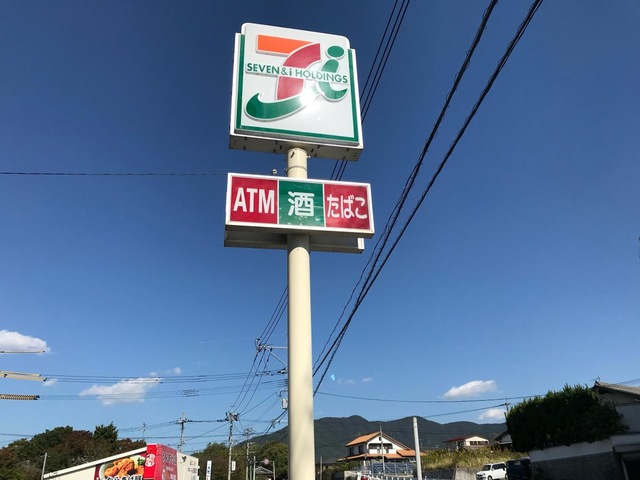 SEVEN & i HOLDINGS
ATM 酒 たばこ